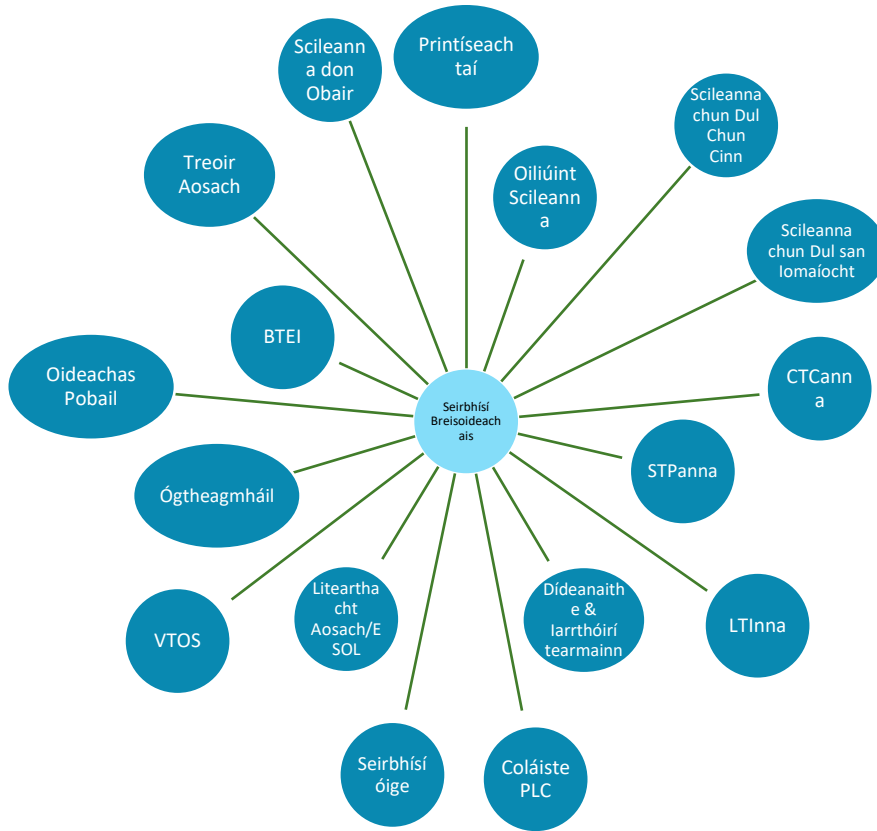 Scileann
a don
Obair
Printíseach
taí
Scileanna
chun Dul
Chun
Cinn
Treoir
Aosach
Oiliúint
Scileann
a
Scileanna
chun Dul san
Iomaíocht
BTEI
Oideachas
Pobail
Seirbhísí
Breisoideach
ais
CTCann
a
Ógtheagmháil
STPanna
VTOS
Liteartha
cht
Aosach/E
SOL
Dídeanaith
e &
Iarrthóirí
tearmainn
LTInna
Seirbhísí
óige
Coláiste
PLC